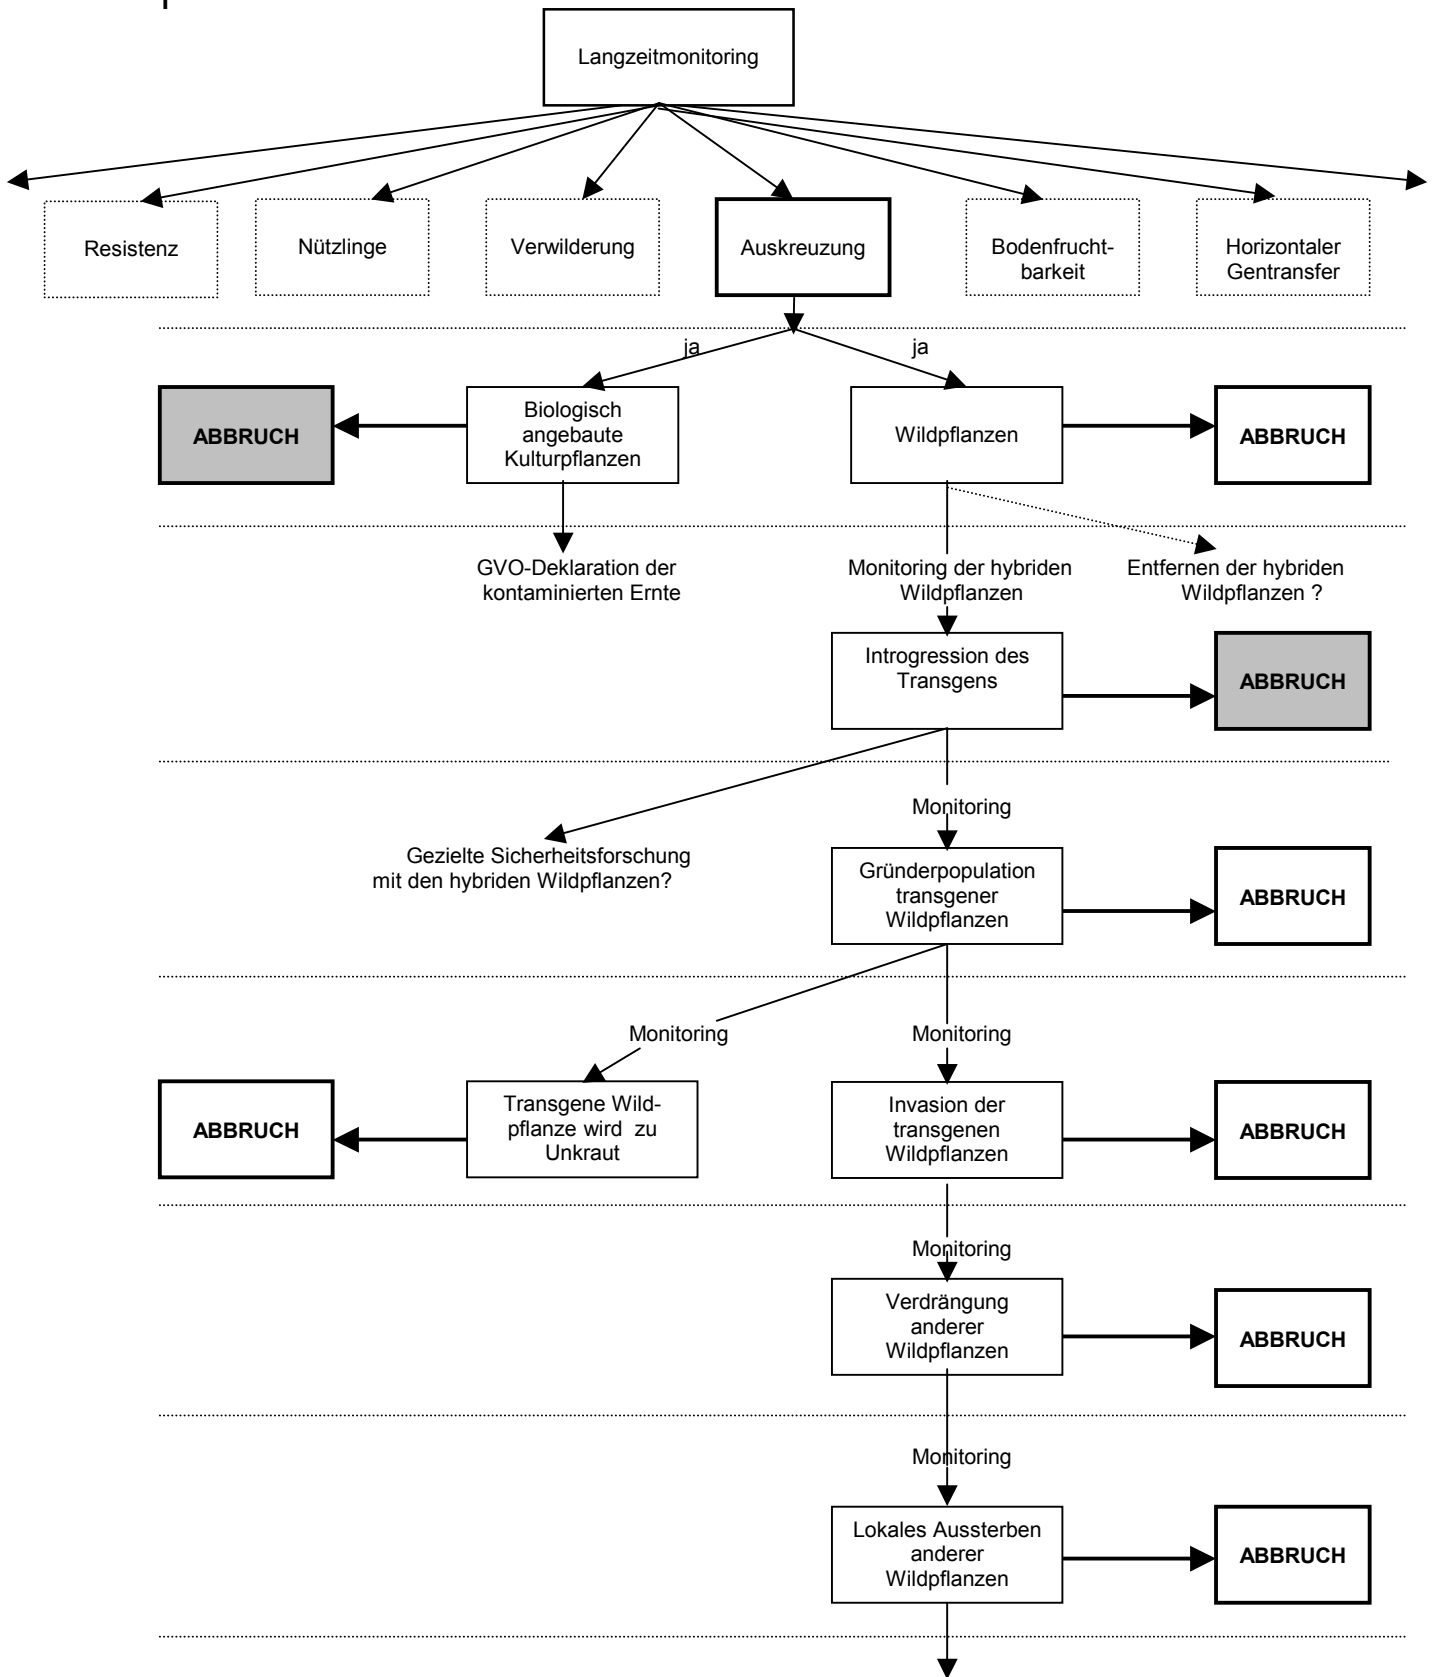 Langzeitmonitoring
Resistenz
Nützlinge
Verwilderung
Auskreuzung
Bodenfrucht-
barkeit
Horizontaler
Gentransfer
ja
ja
ABBRUCH
Biologisch
angebaute
Kulturpflanzen
Wildpflanzen
ABBRUCH
GVO-Deklaration der
kontaminierten Ernte
Monitoring der hybriden
Wildpflanzen
Entfernen der hybriden
Wildpflanzen ?
Introgression des
Transgens
ABBRUCH
Monitoring
Gezielte Sicherheitsforschung
mit den hybriden Wildpflanzen?
Gründerpopulation
transgener
Wildpflanzen
ABBRUCH
Monitoring
Monitoring
ABBRUCH
Transgene Wild-
pflanze wird zu
Unkraut
Invasion der
transgenen
Wildpflanzen
ABBRUCH
Monitoring
Verdrängung
anderer
Wildpflanzen
ABBRUCH
Monitoring
Lokales Aussterben
anderer
Wildpflanzen
ABBRUCH